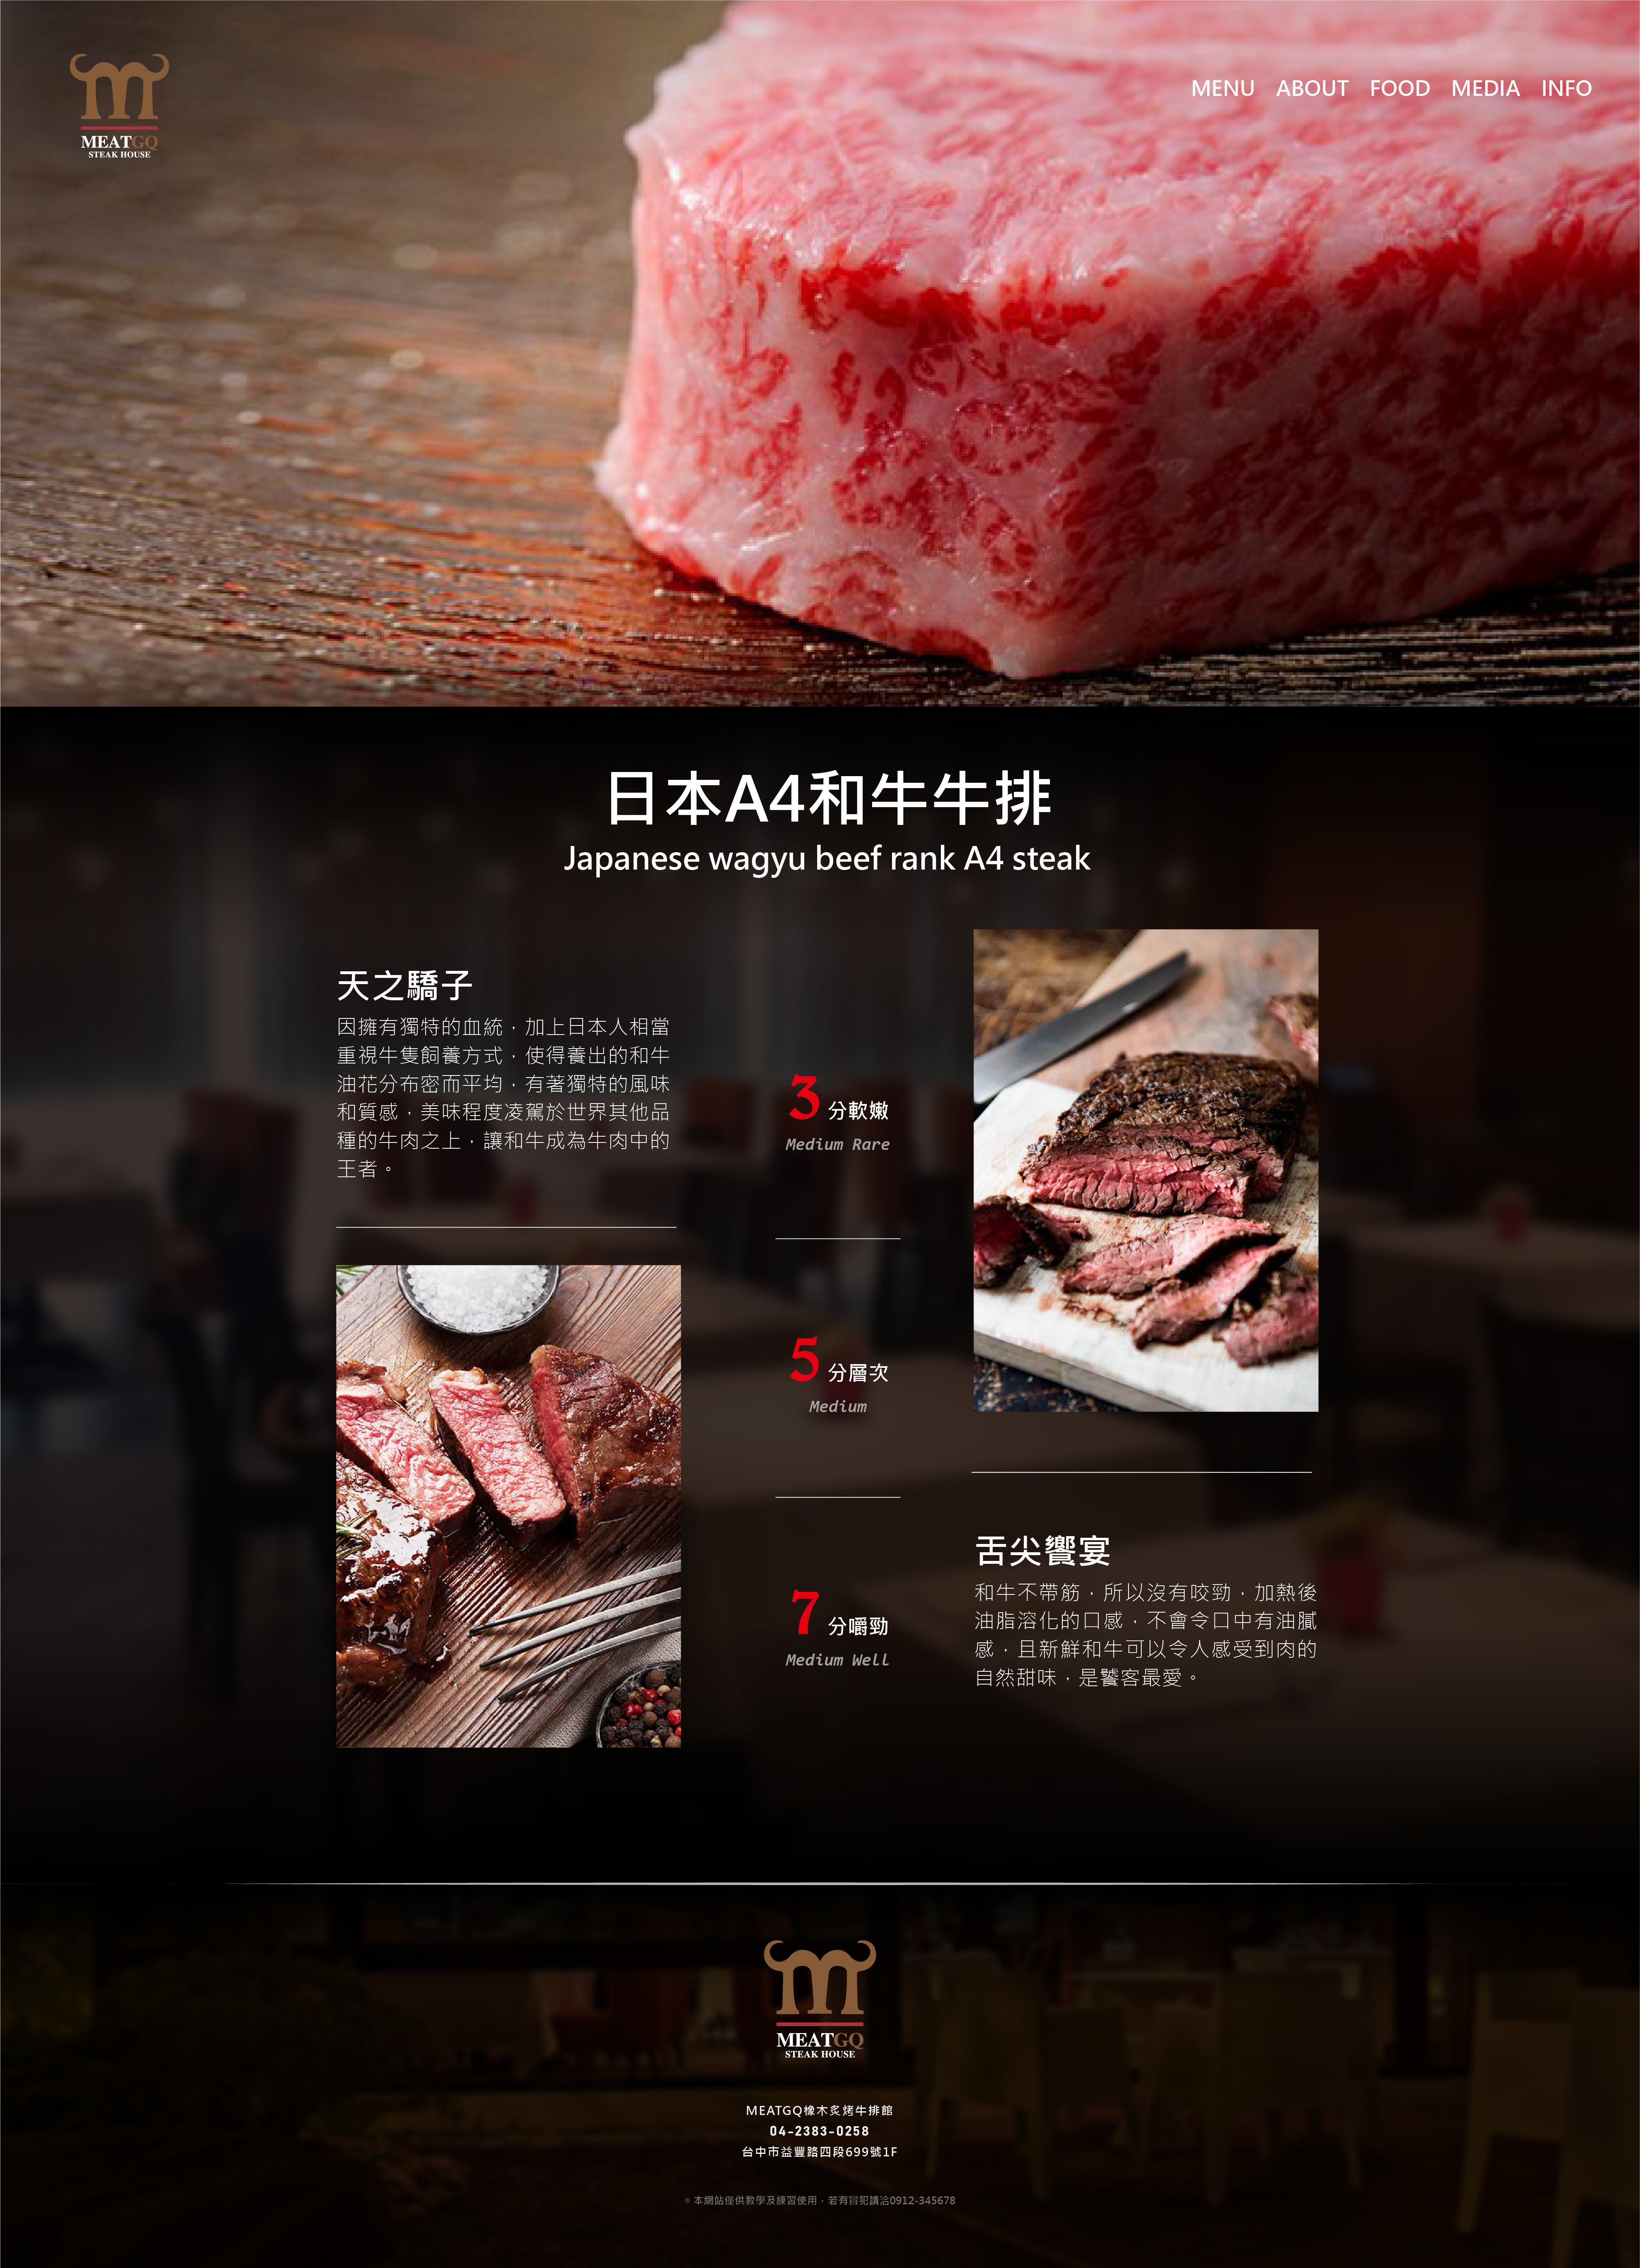 MEATGQ
STEAK HOUSE
MENU ABOUT FOOD MEDIA INFO
日本A4和牛牛排
Japanese wagyu beef rank A4 steak
天之驕子
因擁有獨特的血統，加上日本人相當
重視牛隻飼養方式，使得養出的和牛
油花分布密而平均，有著獨特的風味
和質感，美味程度凌駕於世界其他品
種的牛肉之上，讓和牛成為牛肉中的
王者。
3 分軟嫩
Medium Rare
5 分層次
Medium
7 分嚼勁
Medium Well
舌尖饗宴
和牛不帶筋，所以沒有咬勁，加熱後
油脂溶化的口感，不會令口中有油膩
感，且新鮮和牛可以令人感受到肉的
自然甜味，是饕客最愛。
MEATGQ
STEAK HOUSE
MEATGQ橡木炙烤牛排館
04-2383-0258
台中市益豐路四段699號1F
◎本網站僅供教學及練習使用，若有冒犯請洽0912-345678